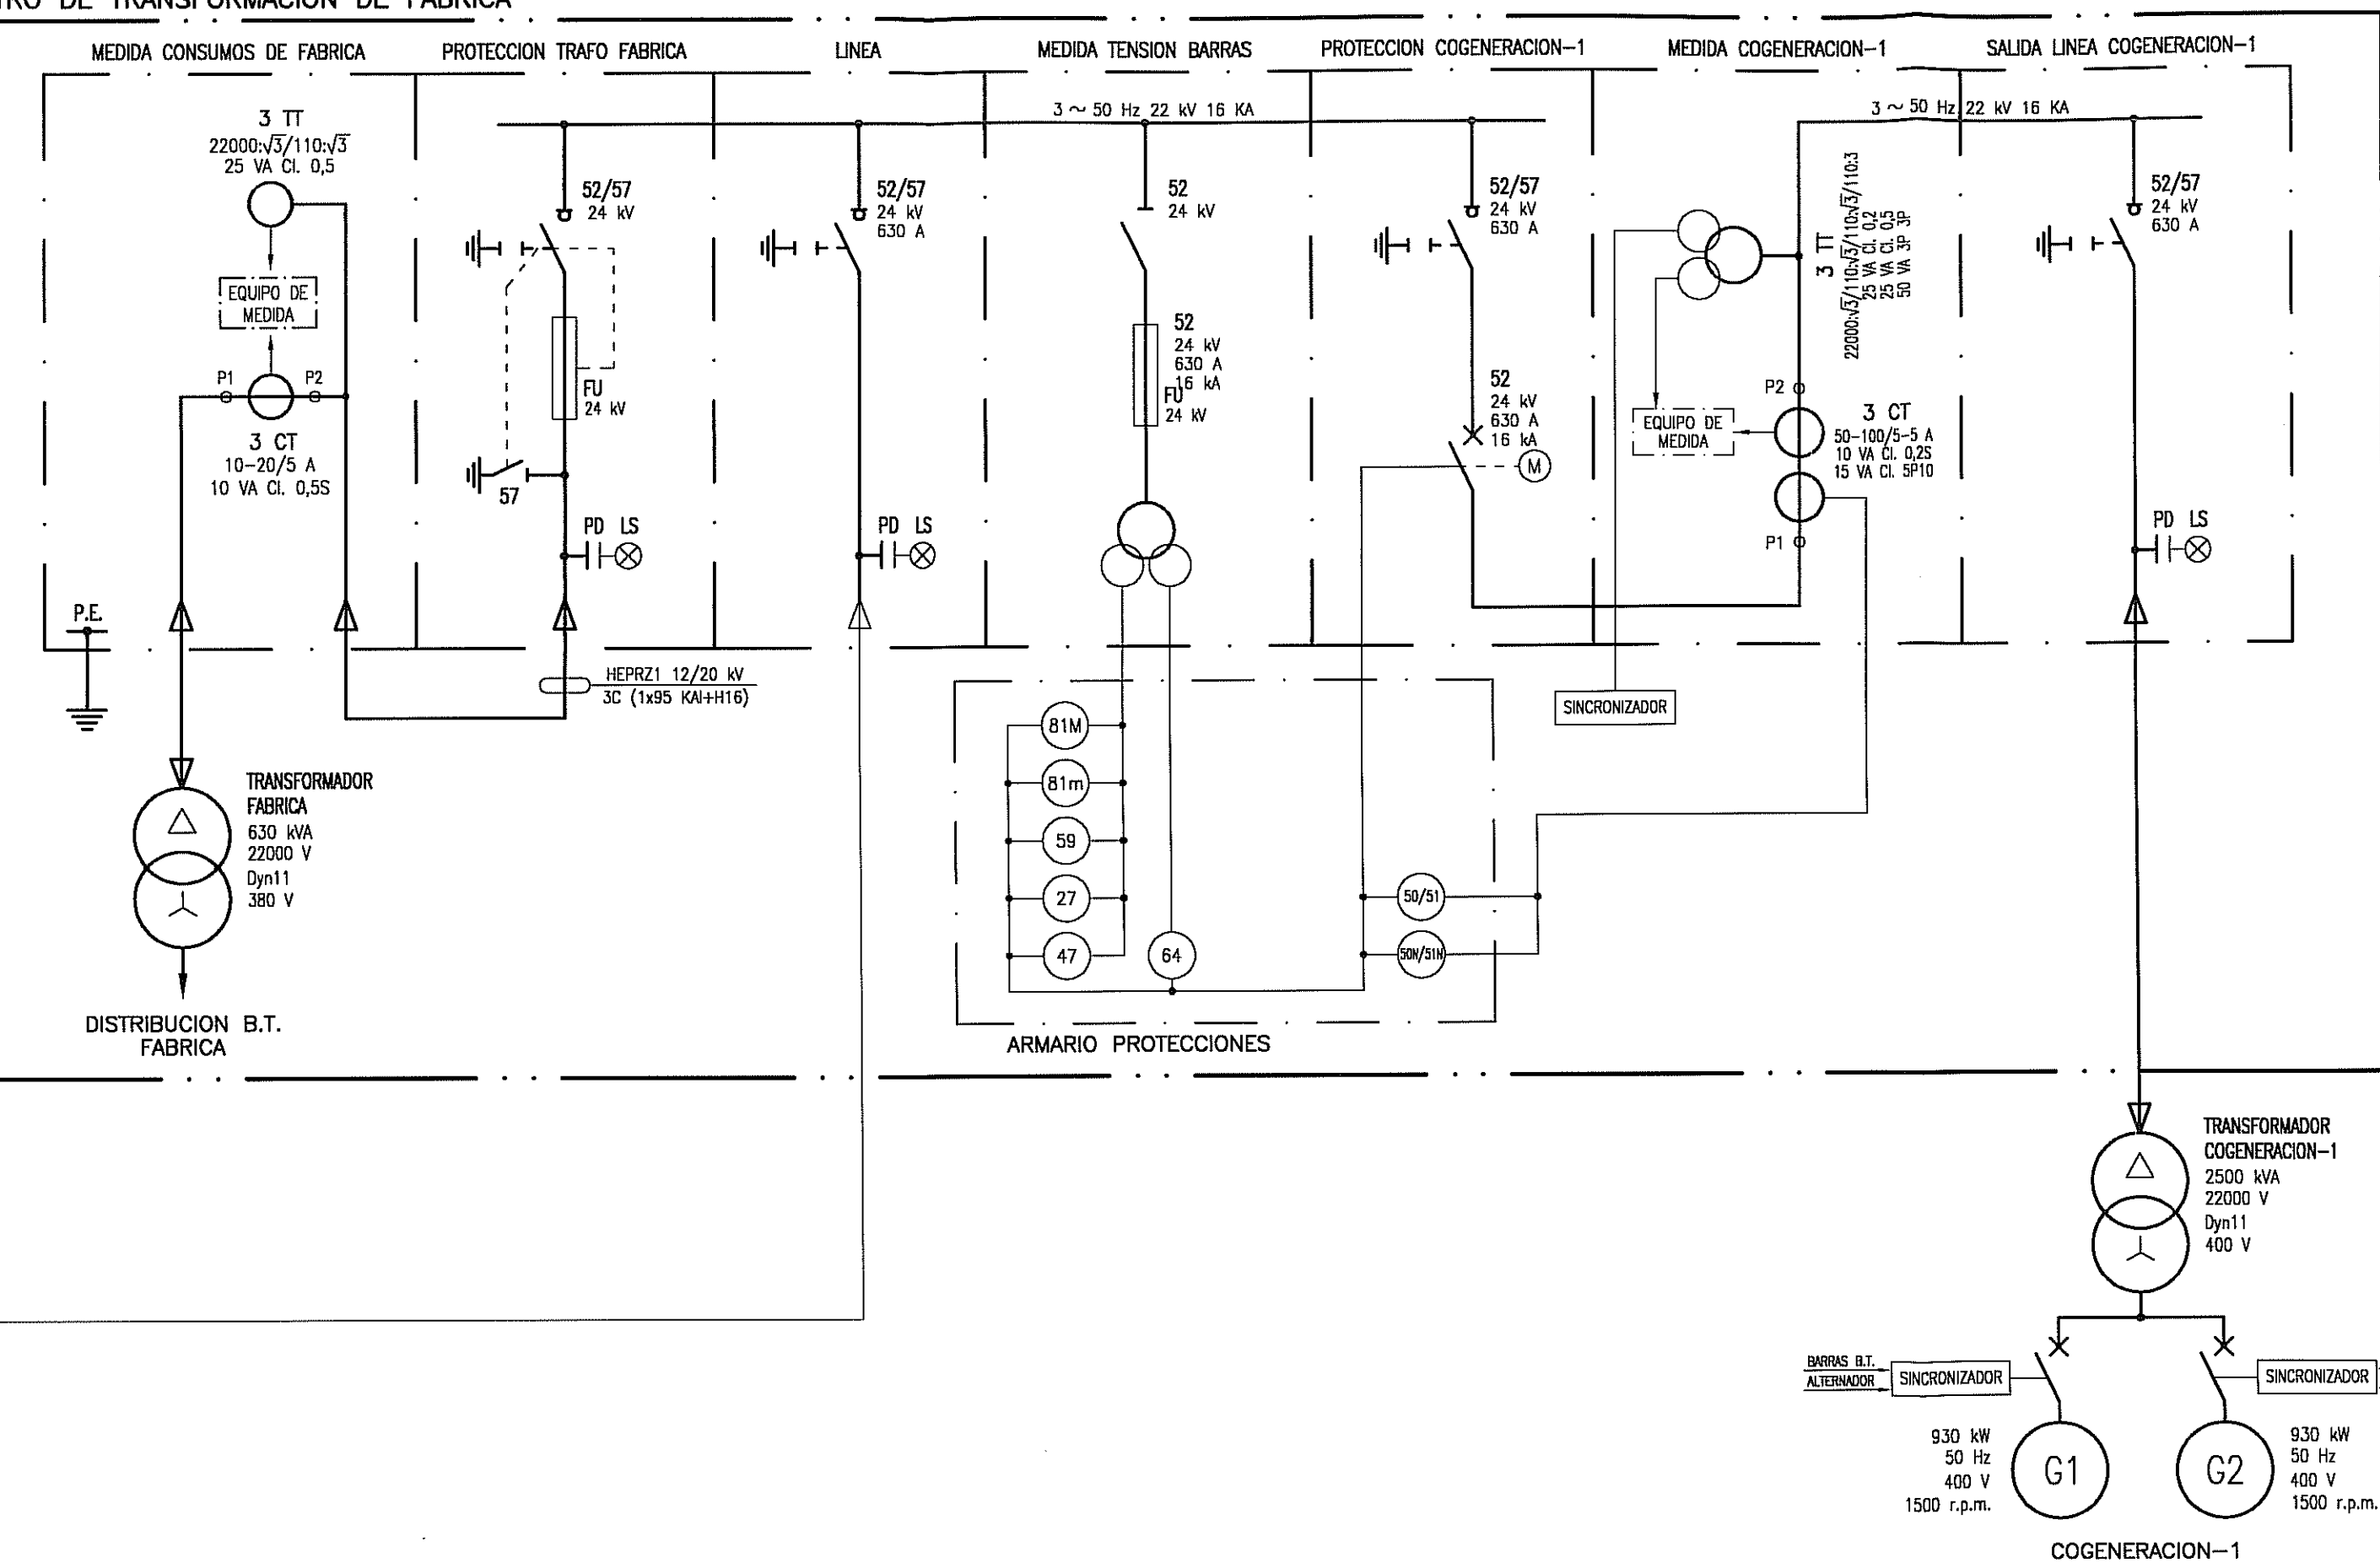 DE TRANSFORMACION DE FABRICA
MEDIDA CONSUMOS DE FABRICA
PROTECCION TRAFO FABRICA
LINEA
MEDIDA TENSION BARRAS
PROTECCION COGENERACION-1
MEDIDA COGENERACION-1
SALIDA LINEA COGENERACION-1
3 ~ 50 Hz 22 kV 16 KA
3 ~ 50 Hz 22 kV 16 KA
3 TT
22000:√3/110:√3
25 VA Cl. 0,5
EQUIPO DE
MEDIDA
P1
P2
3 CT
10-20/5 A
10 VA Cl. 0,5S
P.E.
52/57
24 kV
FU
24 kV
57
PD LS
HEPRZ1 12/20 kV
3C (1x95 KAl+H16)
52/57
24 kV
630 A
PD LS
52
24 kV
52
24 kV
630 A
16 kA
FU
24 kV
52/57
24 kV
630 A
52
24 kV
630 A
16 kA
M
3 TT
22000:√3/110:√3/110:√3/110:3
25 VA Cl. 0,2
25 VA Cl. 0,5
50 VA 3P 3P
P2
EQUIPO DE
MEDIDA
3 CT
50-100/5-5 A
10 VA Cl. 0,2S
15 VA Cl. 5P10
P1
SINCRONIZADOR
52/57
24 kV
630 A
PD LS
TRANSFORMADOR
FABRICA
630 kVA
22000 V
Dyn11
380 V
DISTRIBUCION B.T.
FABRICA
81M
81m
59
27
47
64
50/51
50N/51N
ARMARIO PROTECCIONES
TRANSFORMADOR
COGENERACION-1
2500 kVA
22000 V
Dyn11
400 V
BARRAS B.T.
ALTERNADOR
SINCRONIZADOR
SINCRONIZADOR
930 kW
50 Hz
400 V
1500 r.p.m.
G1
G2
930 kW
50 Hz
400 V
1500 r.p.m.
COGENERACION-1